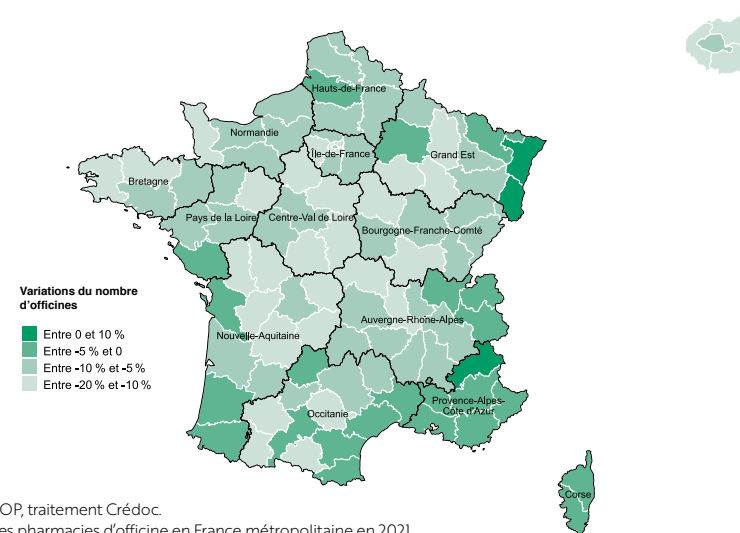 Hauts-de-France
Normandie
Île-de-France
Grand Est
Bretagne
Pays de la Loire
Centre-Val de Loire
Bourgogne-Franche-Comté
Variations du nombre
d'officines
Entre 0 et 10 %
Entre -5 % et 0
Entre -10 % et -5%
Entre -20 % et -10 %
Auvergne-Rhône-Alpes
Nouvelle-Aquitaine
Provence-Alpes-
Côte d'Azur
Occitanie
Corse
OP, traitement Crédoc.
es pharmacies d'officine en France métropolitaine en 2021